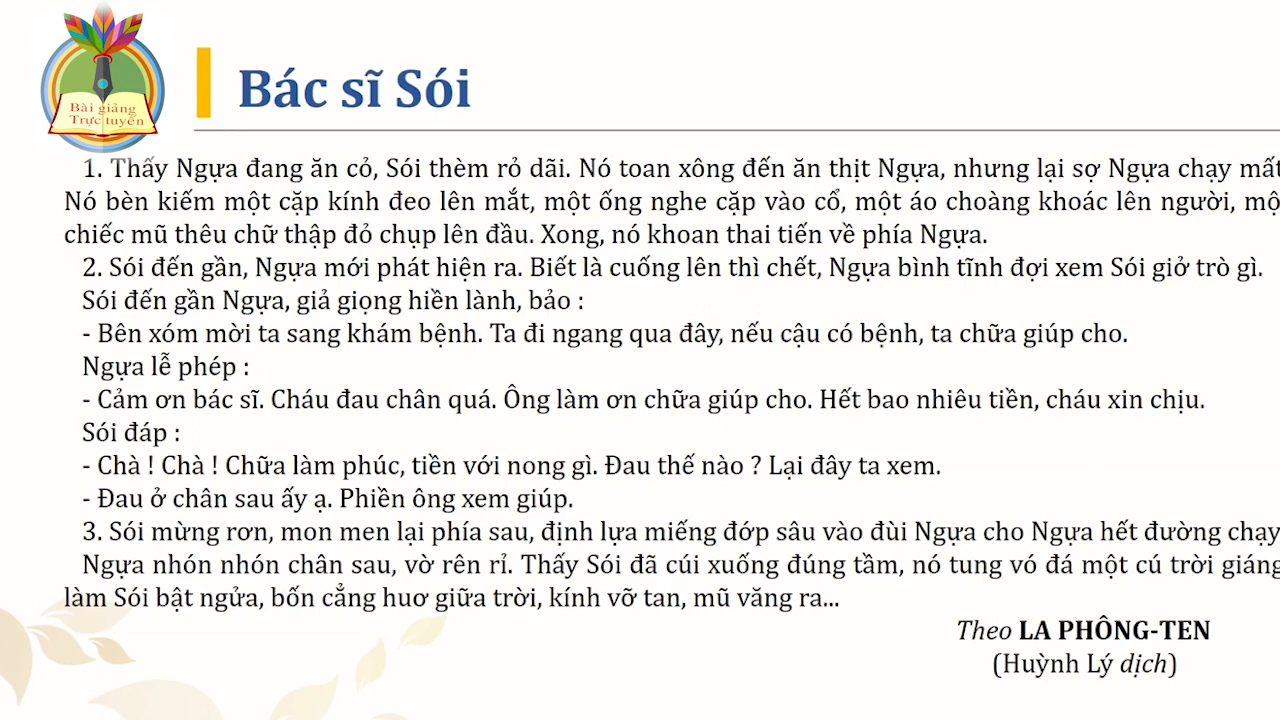 Bài giảng
Trực tuyến
Bác sĩ Sói
1. Thấy Ngựa đang ăn cỏ, Sói thèm rỏ dãi. Nó toan xông đến ăn thịt Ngựa, nhưng lại sợ Ngựa chạy mất
Nó bèn kiếm một cặp kính đeo lên mắt, một ống nghe cặp vào cổ, một áo choàng khoác lên người, mộ
chiếc mũ thêu chữ thập đỏ chụp lên đầu. Xong, nó khoan thai tiến về phía Ngựa.
2. Sói đến gần, Ngựa mới phát hiện ra. Biết là cuống lên thì chết, Ngựa bình tĩnh đợi xem Sói giở trò gì.
Sói đến gần Ngựa, giả giọng hiền lành, bảo :
- Bên xóm mời ta sang khám bệnh. Ta đi ngang qua đây, nếu cậu có bệnh, ta chữa giúp cho.
Ngựa lễ phép :
- Cảm ơn bác sĩ. Cháu đau chân quá. Ông làm ơn chữa giúp cho. Hết bao nhiêu tiền, cháu xin chịu.
Sói đáp :
- Chà ! Chà ! Chữa làm phúc, tiền với nong gì. Đau thế nào ? Lại đây ta xem.
- Đau ở chân sau ấy ạ. Phiền ông xem giúp.
3. Sói mừng rơn, mon men lại phía sau, định lựa miếng đớp sâu vào đùi Ngựa cho Ngựa hết đường chạy
Ngựa nhón nhón chân sau, vờ rên rỉ. Thấy Sói đã cúi xuống đúng tầm, nó tung vó đá một cú trời giáng
làm Sói bật ngửa, bốn cẳng huơ giữa trời, kính vỡ tan, mũ văng ra...
Theo LA PHÔNG-TEN
(Huỳnh Lý dịch)